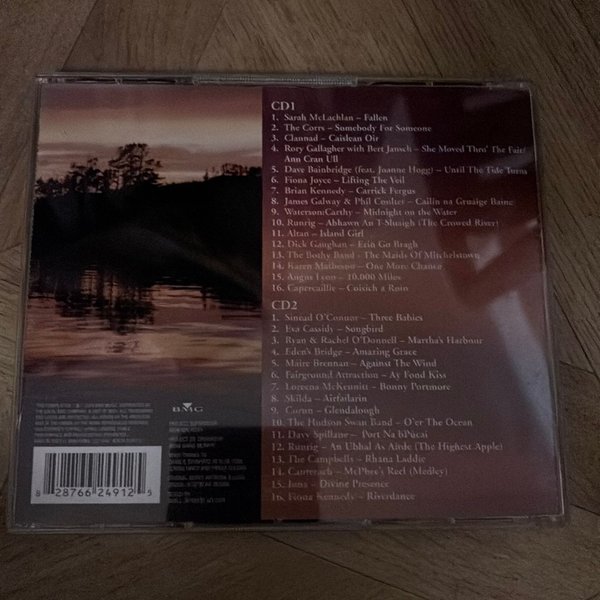 CD1
1. Sarah McLachlan – Fallen
2. The Corrs – Somebody For Someone
3. Clannad – Caislean Oir
4. Rory Gallagher with Bert Jansch – She Moved Thro' The Fair/
Ann Cran Ull
5. Dave Bainbridge (feat. Joanne Hogg) – Until The Tide Turns
6. Fiona Joyce – Lifting The Veil
7. Brian Kennedy – Carrick Fergus
8. James Galway & Phil Coulter – Cailin na Gruaige Baine
9. Waterson:Carthy – Midnight on the Water
10. Runrig – Abhawn An T-Sluaigh (The Crowed River)
11. Altan – Island Girl
12. Dick Gaughan – Erin Go Bragh
13. The Bothy Band – The Maids Of Mitchelstown
14. Karen Matheson – One More Chance
15. Angus Lyon – 10,000 Miles
16. Capercaillie – Coisich a Ruin
CD2
1. Sinead O'Connor – Three Babies
2. Eva Cassidy – Songbird
3. Ryan & Rachel O'Donnell – Martha's Harbour
4. Eden's Bridge – Amazing Grace
5. Maire Brennan – Against The Wind
6. Fairground Attraction – Ay Fond Kiss
7. Loreena McKennitt – Bonny Portmore
8. Skilda – Airfatlarin
9. Coran – Glendalough
10. The Hudson Swan Band – O'er The Ocean
11. Davy Spillane – Port Na bPúcai
12. Runrig – An Ubhal As Airde (The Highest Apple)
13. The Campbells – Rhana Laddie
14. Canterach – McPhee's Reel (Medley)
15. Iona – Divine Presence
16. Fiona Kennedy – Riverdance
BMG
8 28766 24912 5